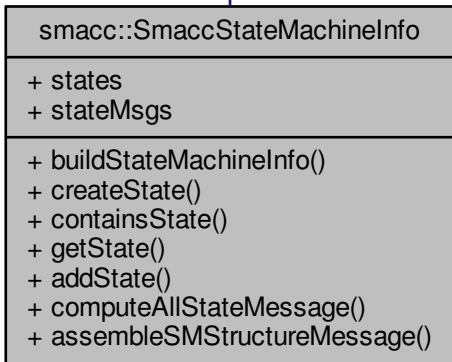 smacc::SmaccStateMachineInfo
+ states
+ stateMsgs
+ buildStateMachineInfo()
+ createState()
+ containsState()
+ getState()
+ addState()
+ computeAllStateMessage()
+ assembleSMStructureMessage()